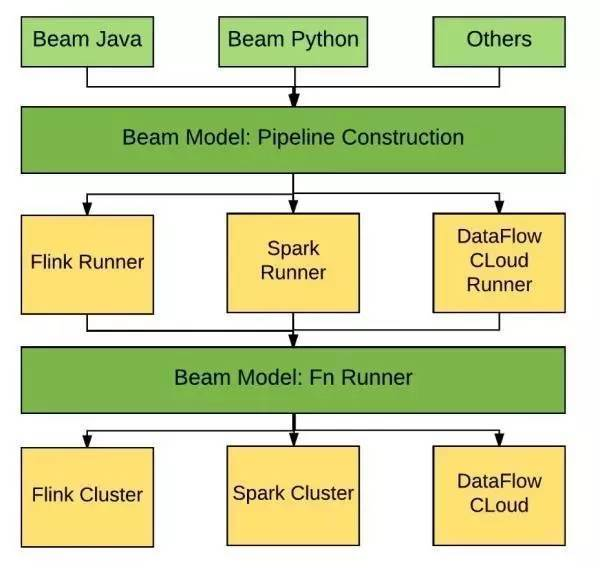 Beam Java
Beam Python
Others
Beam Model: Pipeline Construction
Flink Runner
Spark
Runner
DataFlow
CLoud
Runner
Beam Model: Fn Runner
Flink Cluster
Spark Cluster
DataFlow
CLoud